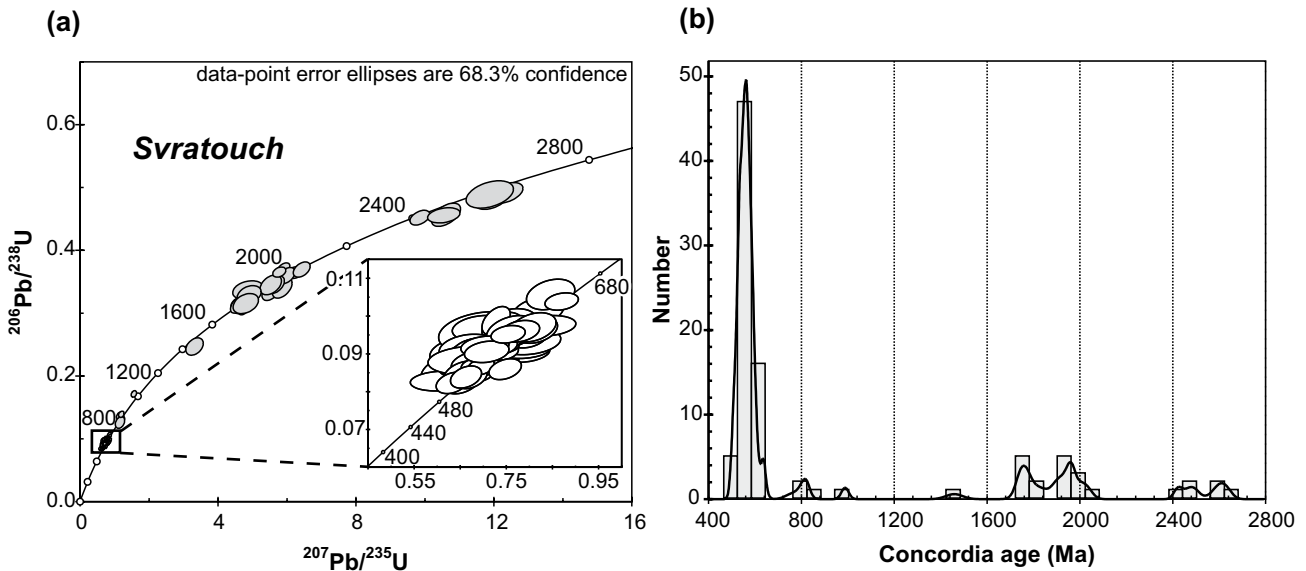 (a)
data-point error ellipses are 68.3% confidence
Svratouch
0.6
0.4
0.2
0.0
²⁰⁶Pb/²³⁸U
2800
2400
2000
1600
1200
800
0.11
0.09
0.07
680
480
440
400
0.55 0.75 0.95
0 4 8 12 16
²⁰⁷Pb/²³⁵U
(b)
50
40
30
20
10
0
Number
400 800 1200 1600 2000 2400 2800
Concordia age (Ma)